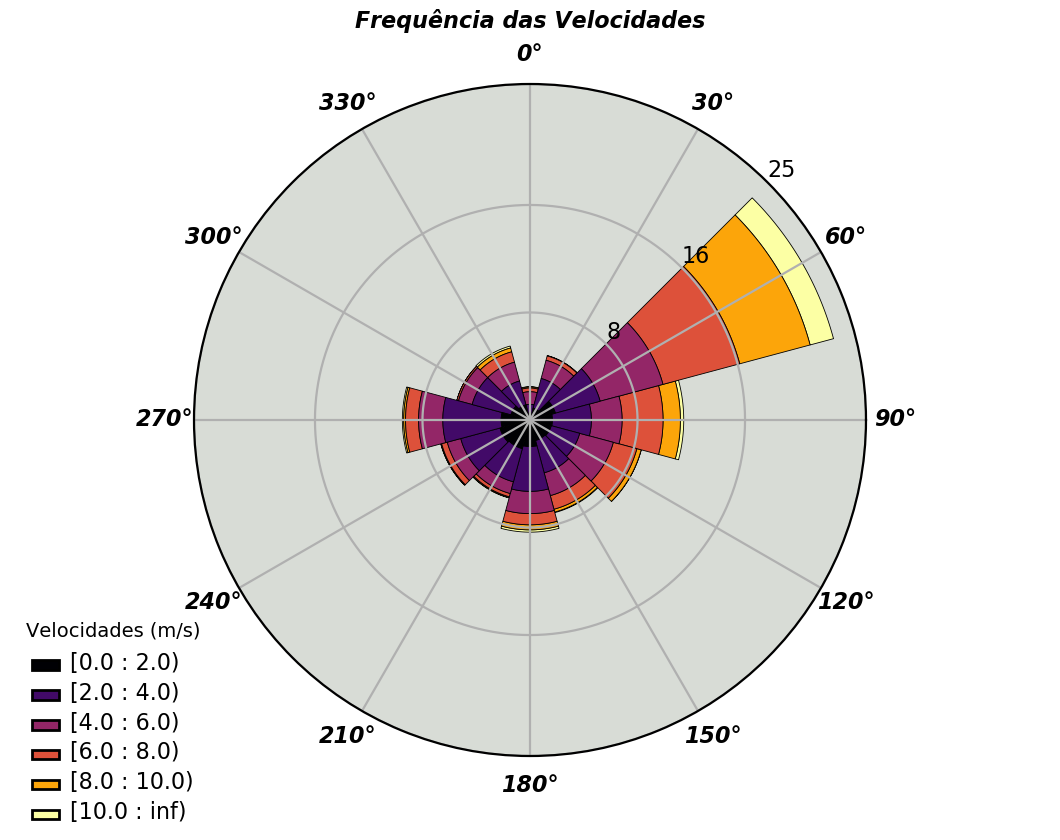 Frequência das Velocidades
0°
330°
30°
25
300°
60°
16
8
270°
90°
240°
120°
210°
150°
180°
Velocidades (m/s)
[0.0 : 2.0)
[2.0 : 4.0)
[4.0 : 6.0)
[6.0 : 8.0)
[8.0 : 10.0)
[10.0 : inf)